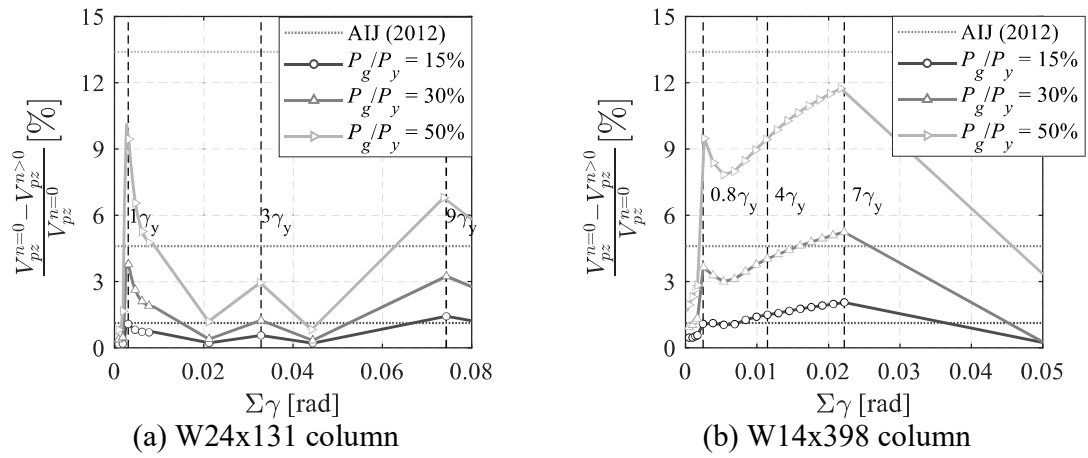 15
12
9
6
3
0
V_pz^{n=0} − V_pz^{n>0}
V_pz^{n=0}
[%]
AIJ (2012)
P_g/P_y = 15%
P_g/P_y = 30%
P_g/P_y = 50%
1γ_y
3γ_y
9γ_y
0 0.02 0.04 0.06 0.08
Σγ [rad]
(a) W24x131 column
15
12
9
6
3
0
V_pz^{n=0} − V_pz^{n>0}
V_pz^{n=0}
[%]
AIJ (2012)
P_g/P_y = 15%
P_g/P_y = 30%
P_g/P_y = 50%
0.8γ_y
4γ_y
7γ_y
0 0.01 0.02 0.03 0.04 0.05
Σγ [rad]
(b) W14x398 column